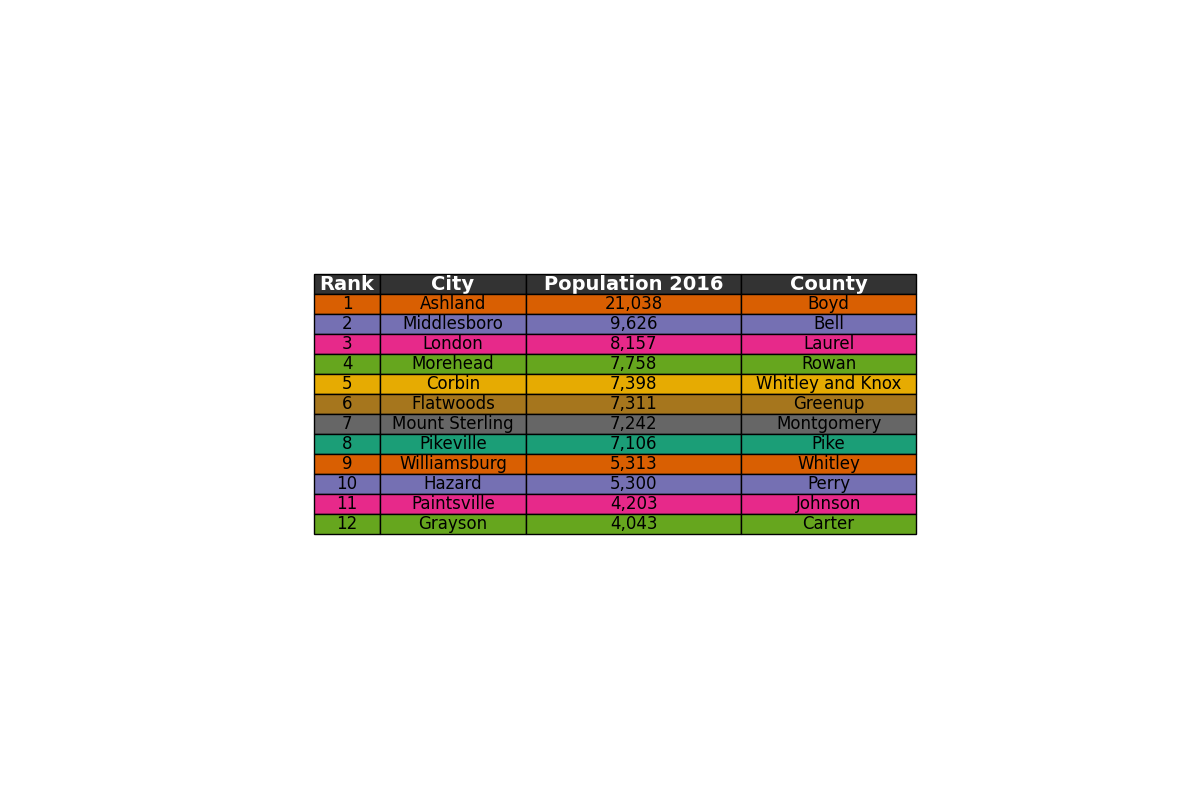 Rank City Population 2016 County
1 Ashland 21,038 Boyd
2 Middlesboro 9,626 Bell
3 London 8,157 Laurel
4 Morehead 7,758 Rowan
5 Corbin 7,398 Whitley and Knox
6 Flatwoods 7,311 Greenup
7 Mount Sterling 7,242 Montgomery
8 Pikeville 7,106 Pike
9 Williamsburg 5,313 Whitley
10 Hazard 5,300 Perry
11 Paintsville 4,203 Johnson
12 Grayson 4,043 Carter